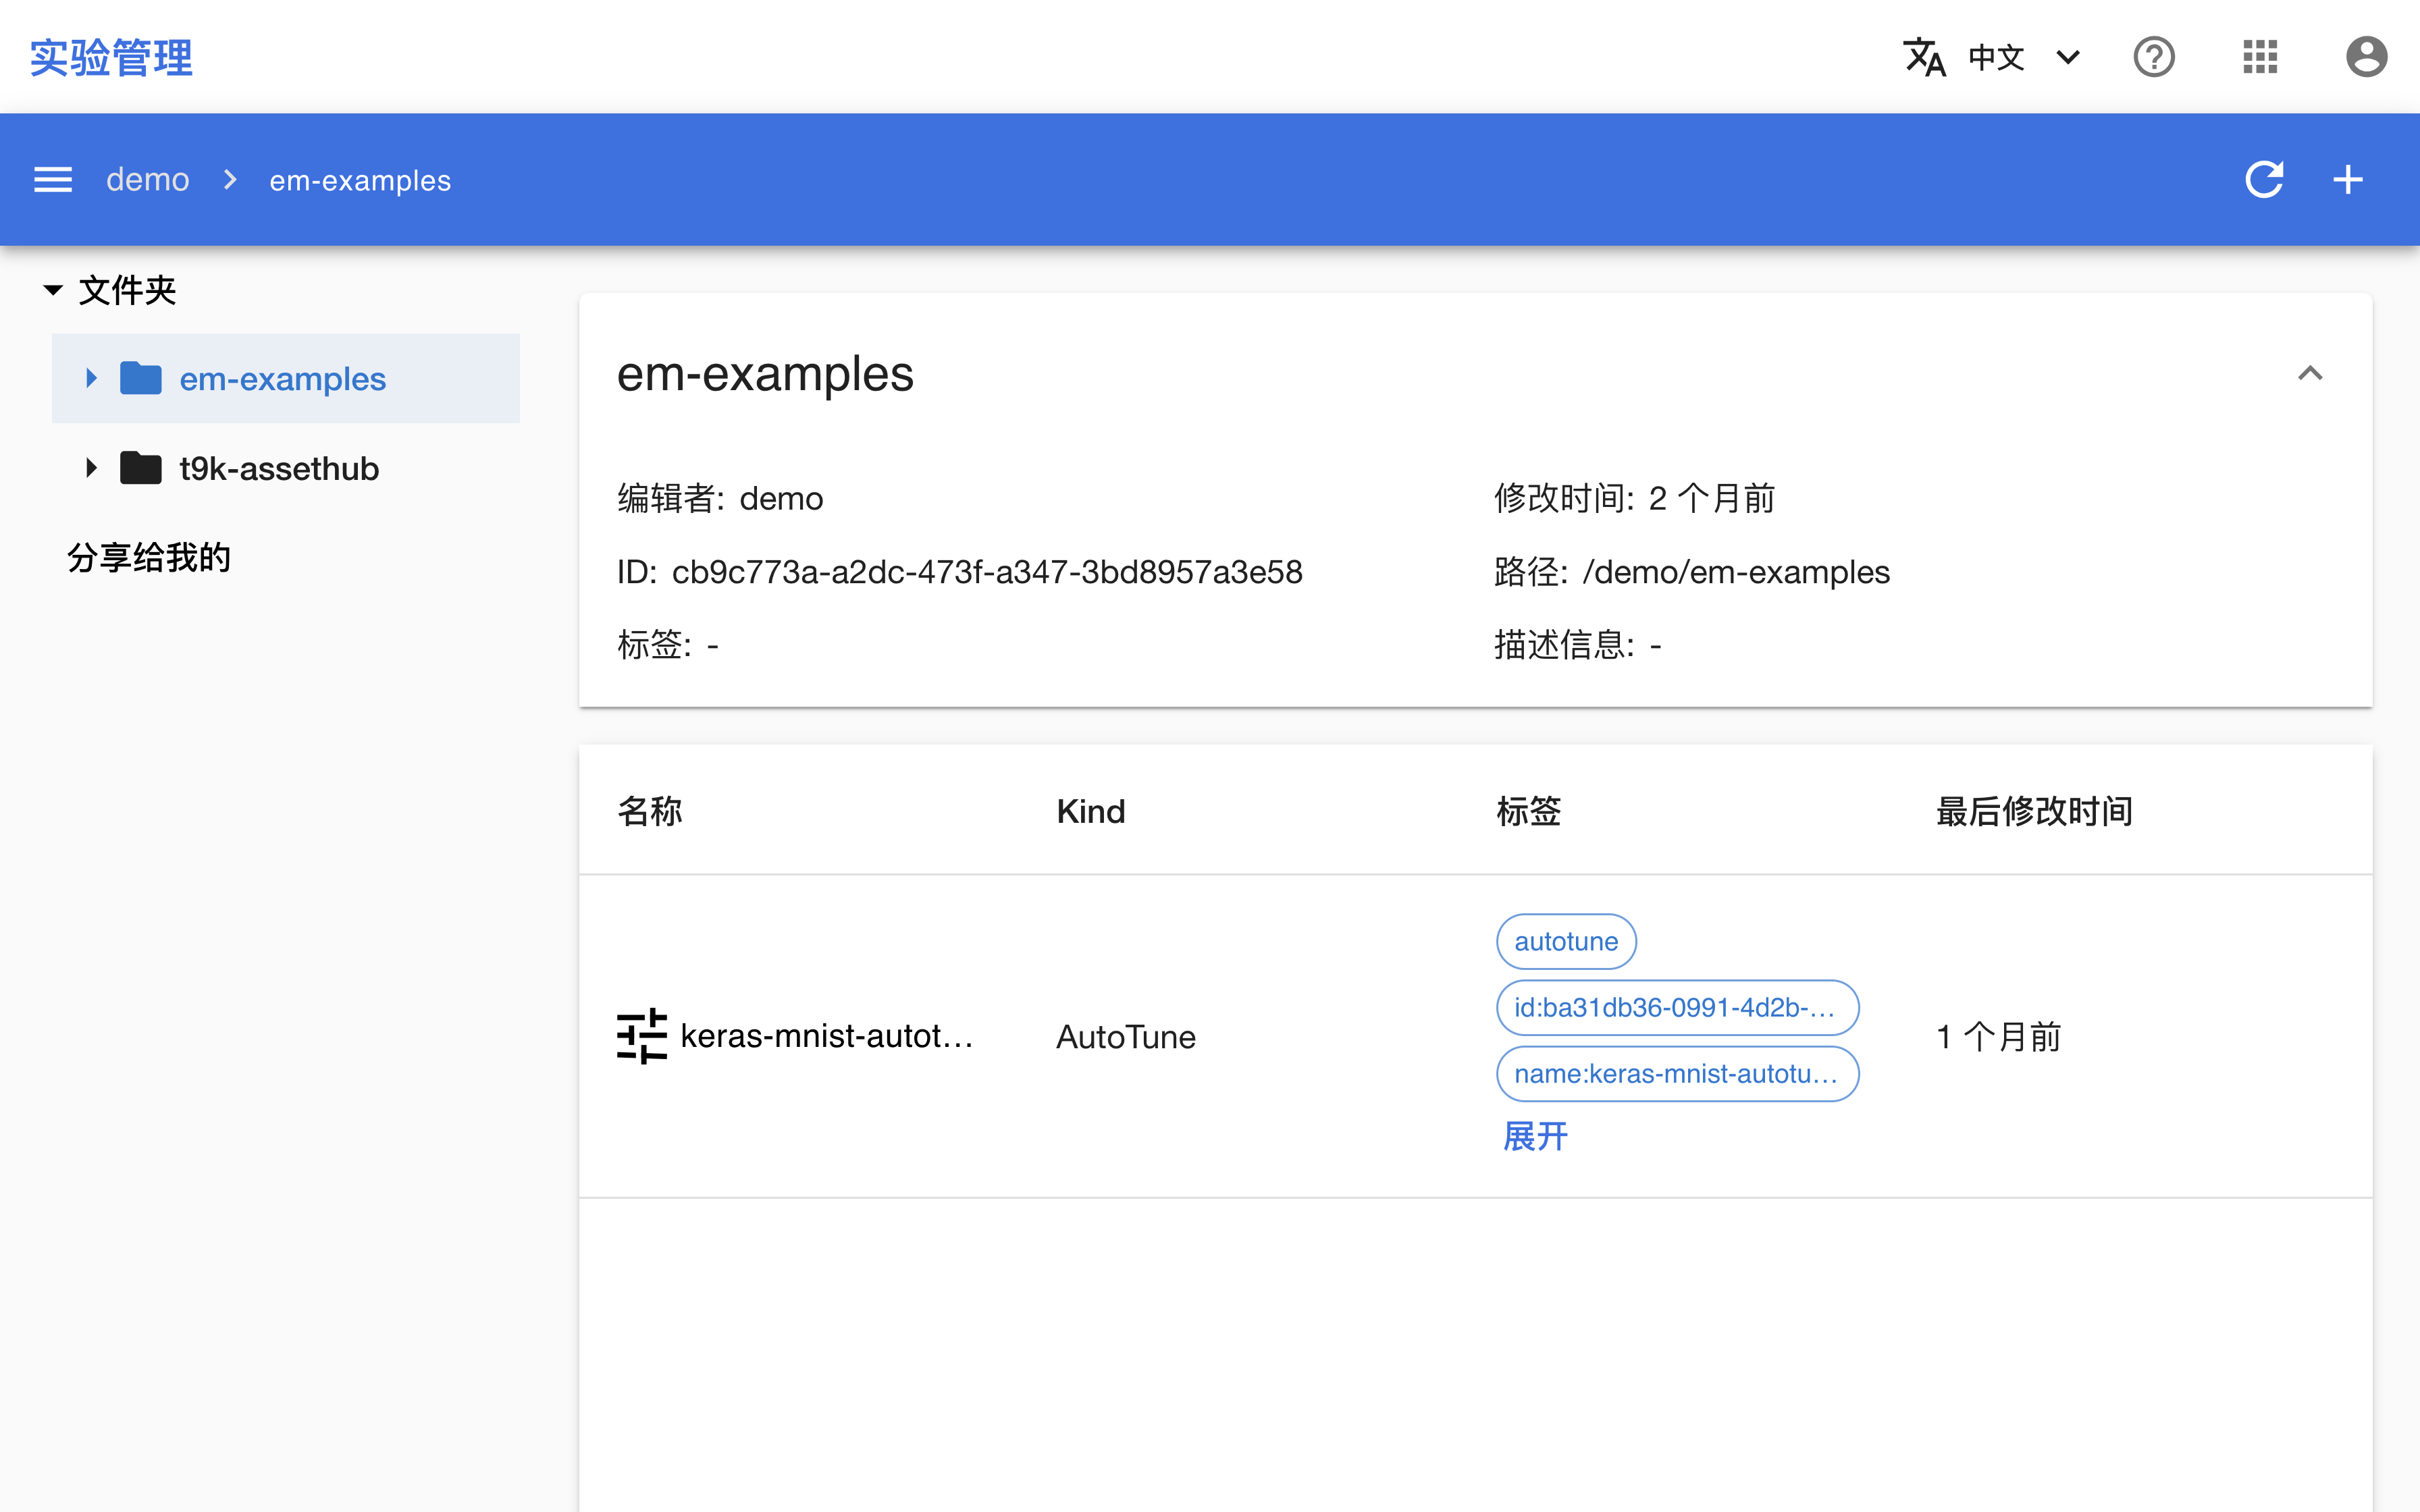 实验管理
中文
demo
em-examples
文件夹
em-examples
t9k-assethub
分享给我的
em-examples
编辑者: demo
修改时间: 2 个月前
ID: cb9c773a-a2dc-473f-a347-3bd8957a3e58
路径: /demo/em-examples
标签: -
描述信息: -
名称 Kind 标签 最后修改时间
autotune
id:ba31db36-0991-4d2b-...
keras-mnist-autot... AutoTune 1 个月前
name:keras-mnist-autotu...
展开